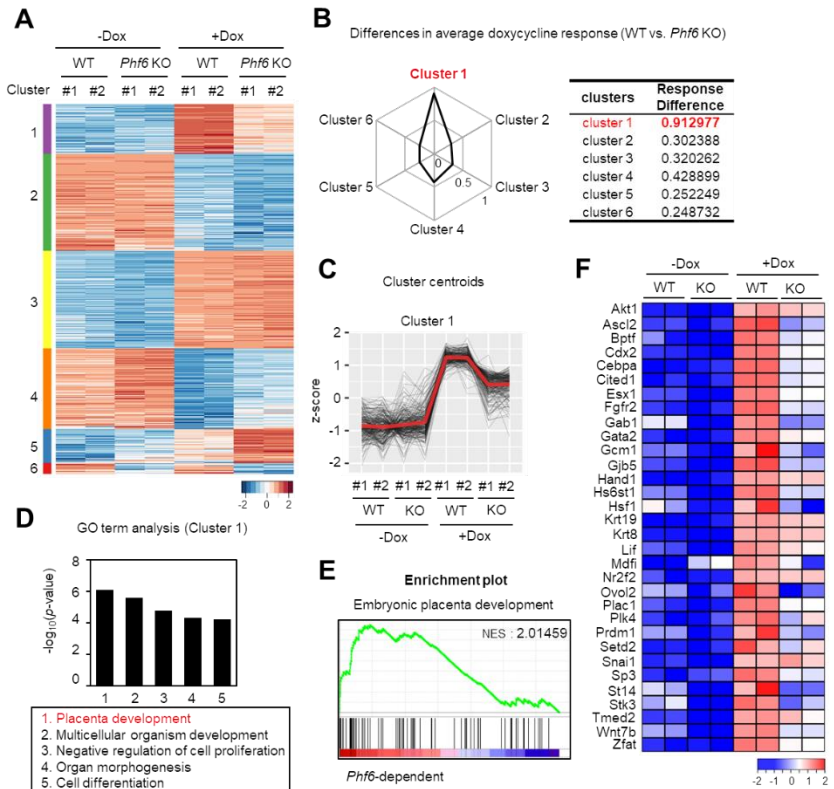 A
-Dox +Dox
WT Phf6 KO WT Phf6 KO
Cluster #1 #2 #1 #2 #1 #2 #1 #2
1
2
3
4
5
6
-2 0 2
B
Differences in average doxycycline response (WT vs. Phf6 KO)
Cluster 1
Cluster 2
Cluster 3
Cluster 4
Cluster 5
Cluster 6
0
0.5
1
clusters Response Difference
cluster 1 0.912977
cluster 2 0.302388
cluster 3 0.320262
cluster 4 0.428899
cluster 5 0.252249
cluster 6 0.248732
C
Cluster centroids
Cluster 1
z-score
2
1
0
-1
-2
#1 #2 #1 #2 #1 #2 #1 #2
WT KO WT KO
-Dox +Dox
D
GO term analysis (Cluster 1)
-log10(p-value)
8
6
4
2
0
1 2 3 4 5
1. Placenta development
2. Multicellular organism development
3. Negative regulation of cell proliferation
4. Organ morphogenesis
5. Cell differentiation
E
Enrichment plot
Embryonic placenta development
NES : 2.01459
Phf6-dependent
F
-Dox +Dox
WT KO WT KO
Akt1
Ascl2
Bptf
Cdx2
Cebpa
Cited1
Esx1
Fgfr2
Gab1
Gata2
Gcm1
Gjb5
Hand1
Hs6st1
Hsf1
Krt19
Krt8
Lif
Mdfi
Nr2f2
Ovol2
Plac1
Plk4
Prdm1
Setd2
Snai1
Sp3
St14
Stk3
Tmed2
Wnt7b
Zfat
-2 -1 0 1 2